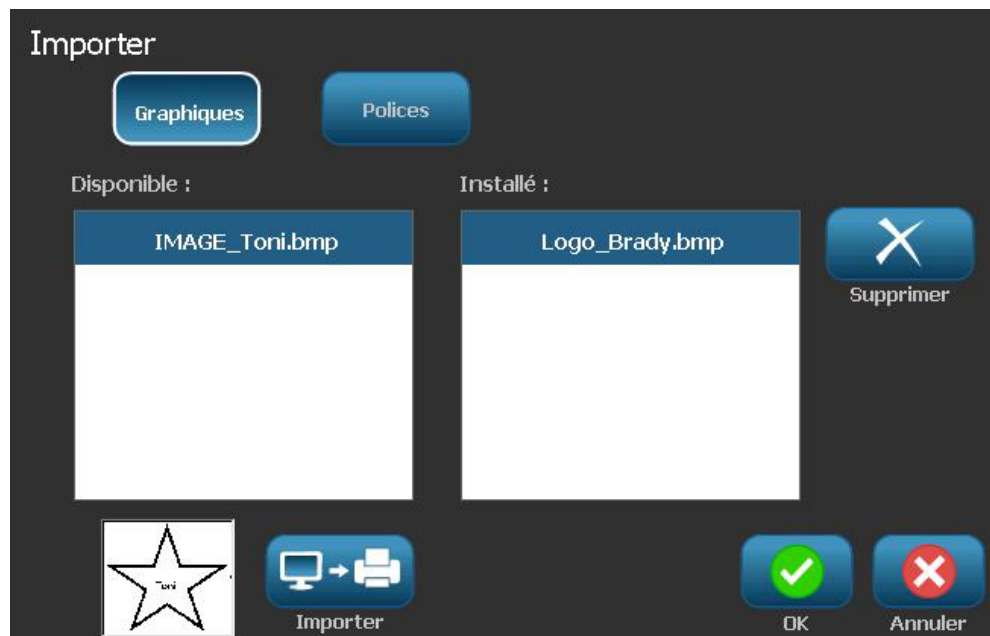 Importer
Graphiques
Polices
Disponible :
Installé :
IMAGE_Toni.bmp
Logo_Brady.bmp
Supprimer
Toni
Importer
OK
Annuler